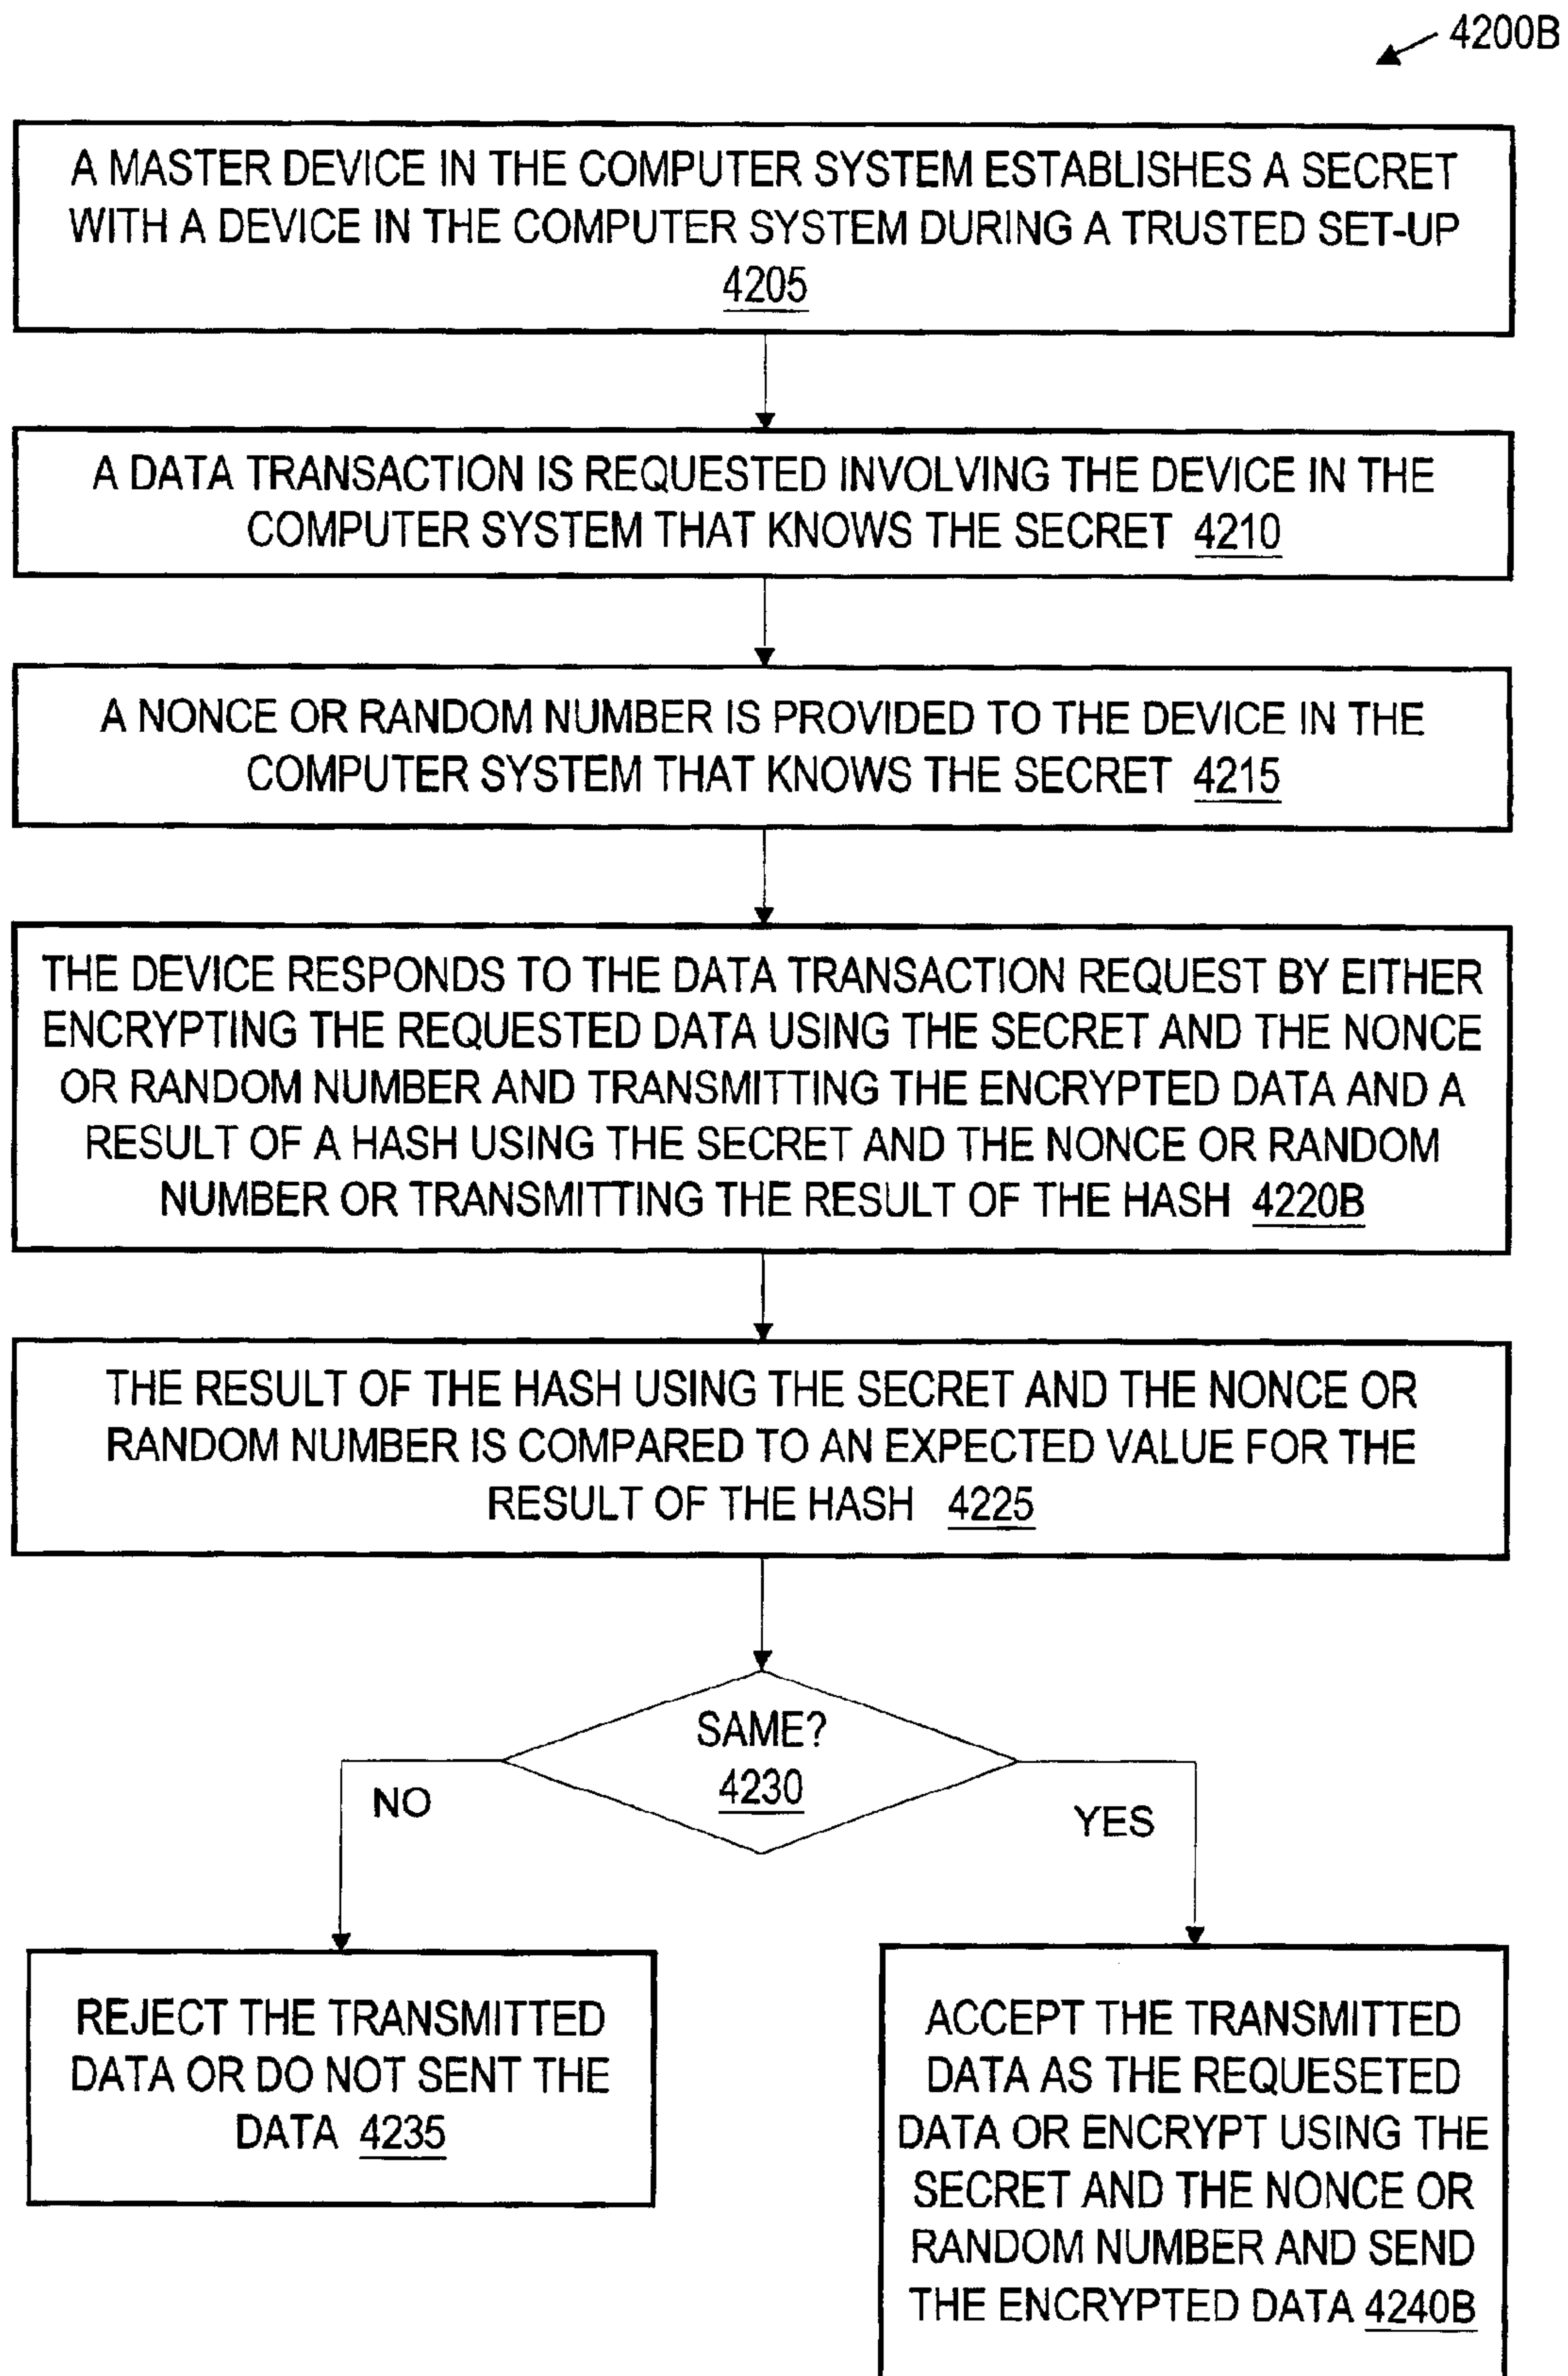 4200B
A MASTER DEVICE IN THE COMPUTER SYSTEM ESTABLISHES A SECRET
WITH A DEVICE IN THE COMPUTER SYSTEM DURING A TRUSTED SET-UP
4205
A DATA TRANSACTION IS REQUESTED INVOLVING THE DEVICE IN THE
COMPUTER SYSTEM THAT KNOWS THE SECRET 4210
A NONCE OR RANDOM NUMBER IS PROVIDED TO THE DEVICE IN THE
COMPUTER SYSTEM THAT KNOWS THE SECRET 4215
THE DEVICE RESPONDS TO THE DATA TRANSACTION REQUEST BY EITHER
ENCRYPTING THE REQUESTED DATA USING THE SECRET AND THE NONCE
OR RANDOM NUMBER AND TRANSMITTING THE ENCRYPTED DATA AND A
RESULT OF A HASH USING THE SECRET AND THE NONCE OR RANDOM
NUMBER OR TRANSMITTING THE RESULT OF THE HASH 4220B
THE RESULT OF THE HASH USING THE SECRET AND THE NONCE OR
RANDOM NUMBER IS COMPARED TO AN EXPECTED VALUE FOR THE
RESULT OF THE HASH 4225
SAME?
4230
NO
YES
REJECT THE TRANSMITTED
DATA OR DO NOT SENT THE
DATA 4235
ACCEPT THE TRANSMITTED
DATA AS THE REQUESETED
DATA OR ENCRYPT USING THE
SECRET AND THE NONCE OR
RANDOM NUMBER AND SEND
THE ENCRYPTED DATA 4240B